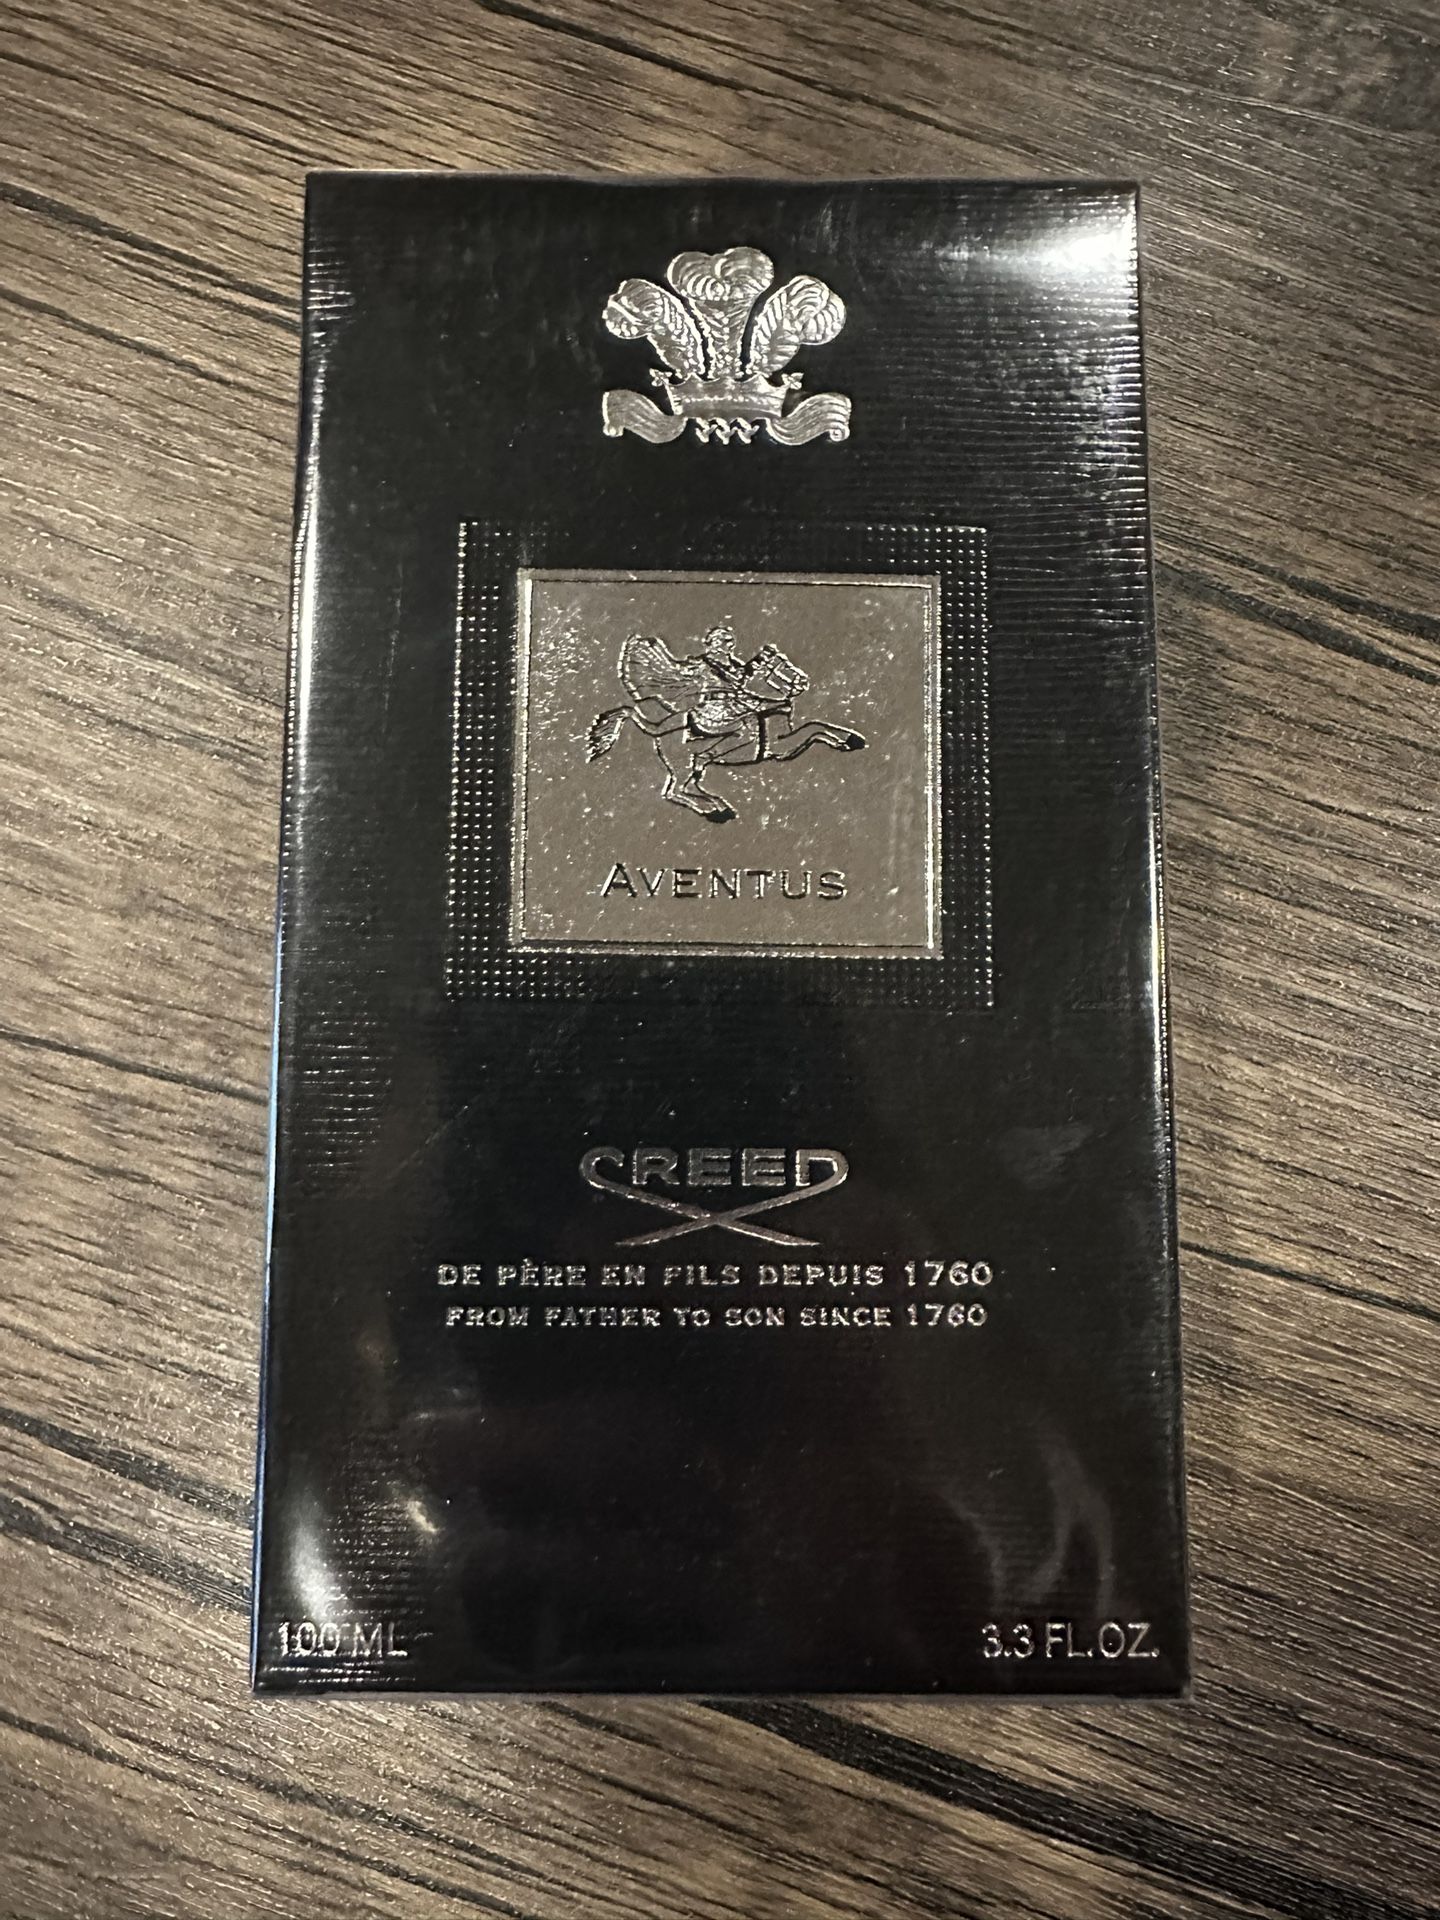 AVENTUS
CREED
DE PÈRE EN FILS DEPUIS 1760
FROM FATHER TO SON SINCE 1760
100 ML
3.3 FL.OZ.